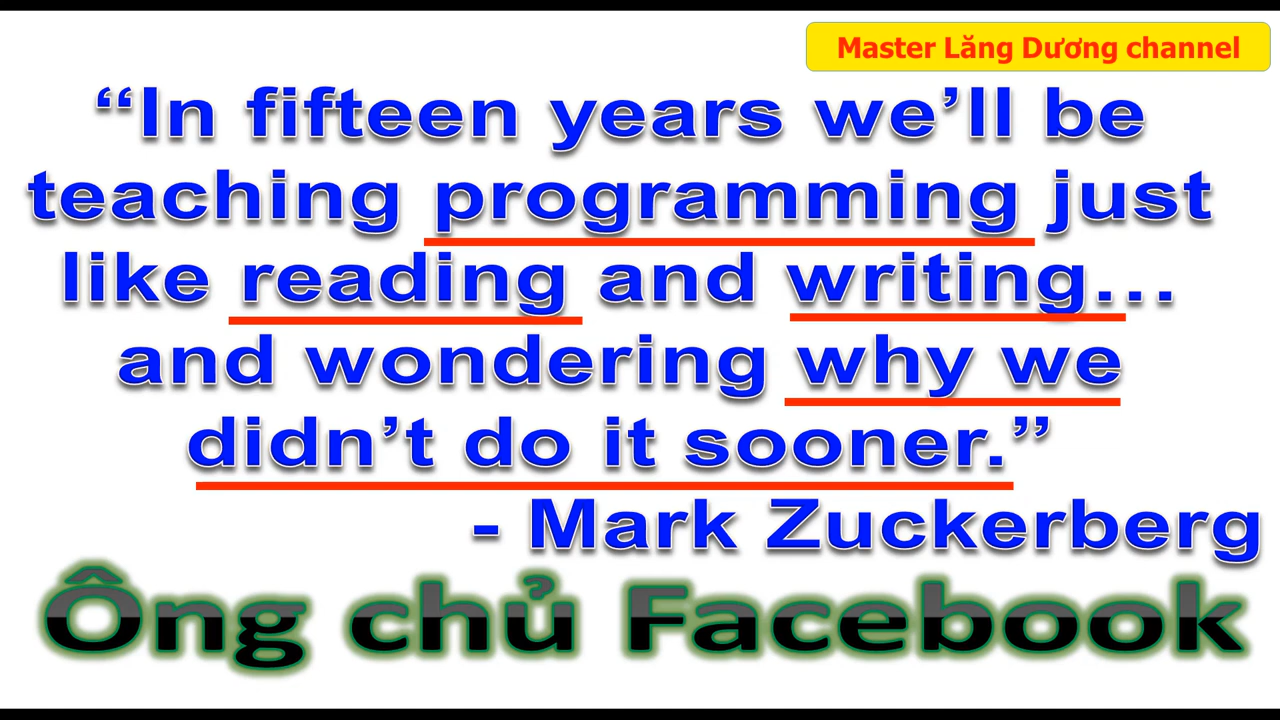 Master Lăng Dương channel
“In fifteen years we’ll be
teaching programming just
like reading and writing...
and wondering why we
didn’t do it sooner.”
- Mark Zuckerberg
Ông chủ Facebook